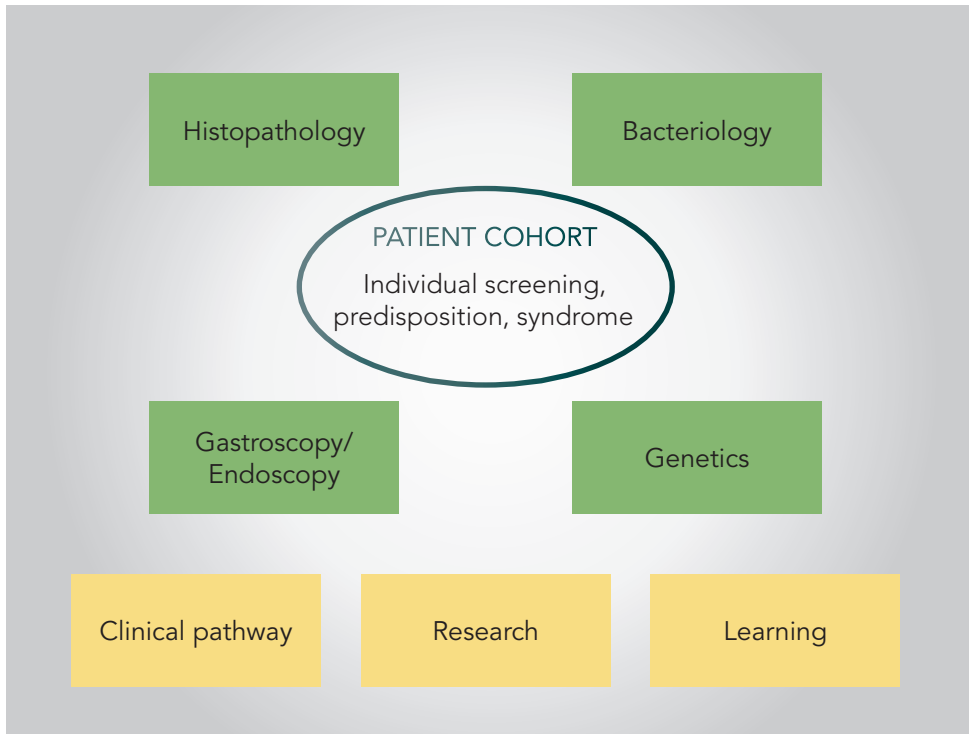 Histopathology
Bacteriology
PATIENT COHORT
Individual screening,
predisposition, syndrome
Gastroscopy/
Endoscopy
Genetics
Clinical pathway
Research
Learning